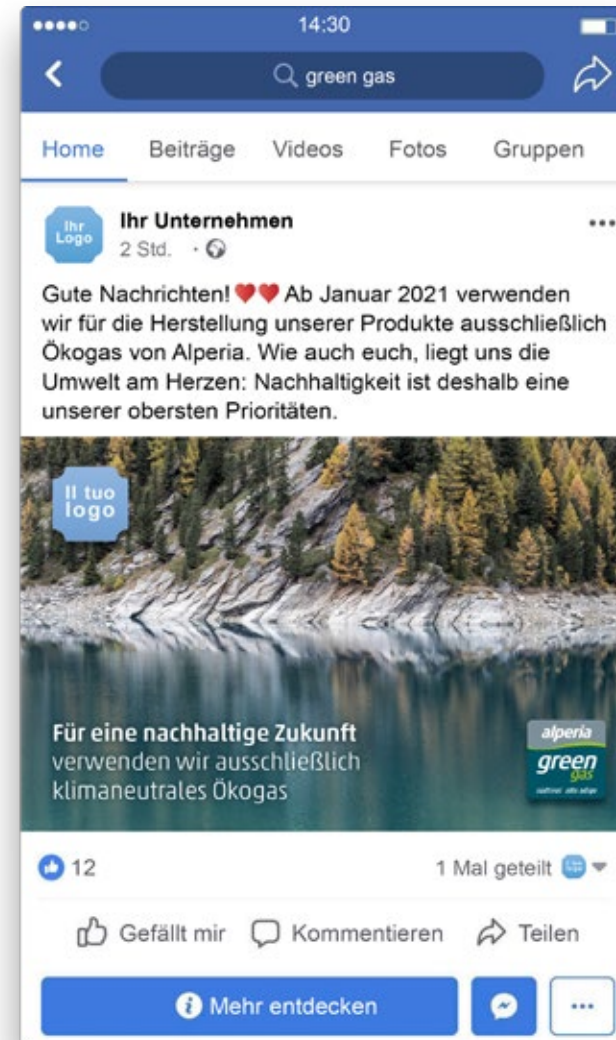 14:30
green gas
Home Beiträge Videos Fotos Gruppen
Ihr
Logo
Ihr Unternehmen
2 Std. ·
Gute Nachrichten! ♥♥ Ab Januar 2021 verwenden
wir für die Herstellung unserer Produkte ausschließlich
Ökogas von Alperia. Wie auch euch, liegt uns die
Umwelt am Herzen: Nachhaltigkeit ist deshalb eine
unserer obersten Prioritäten.
Il tuo
logo
Für eine nachhaltige Zukunft
verwenden wir ausschließlich
klimaneutrales Ökogas
alperia
green
gas
südtirol alto adige
12
1 Mal geteilt
Gefällt mir Kommentieren Teilen
Mehr entdecken